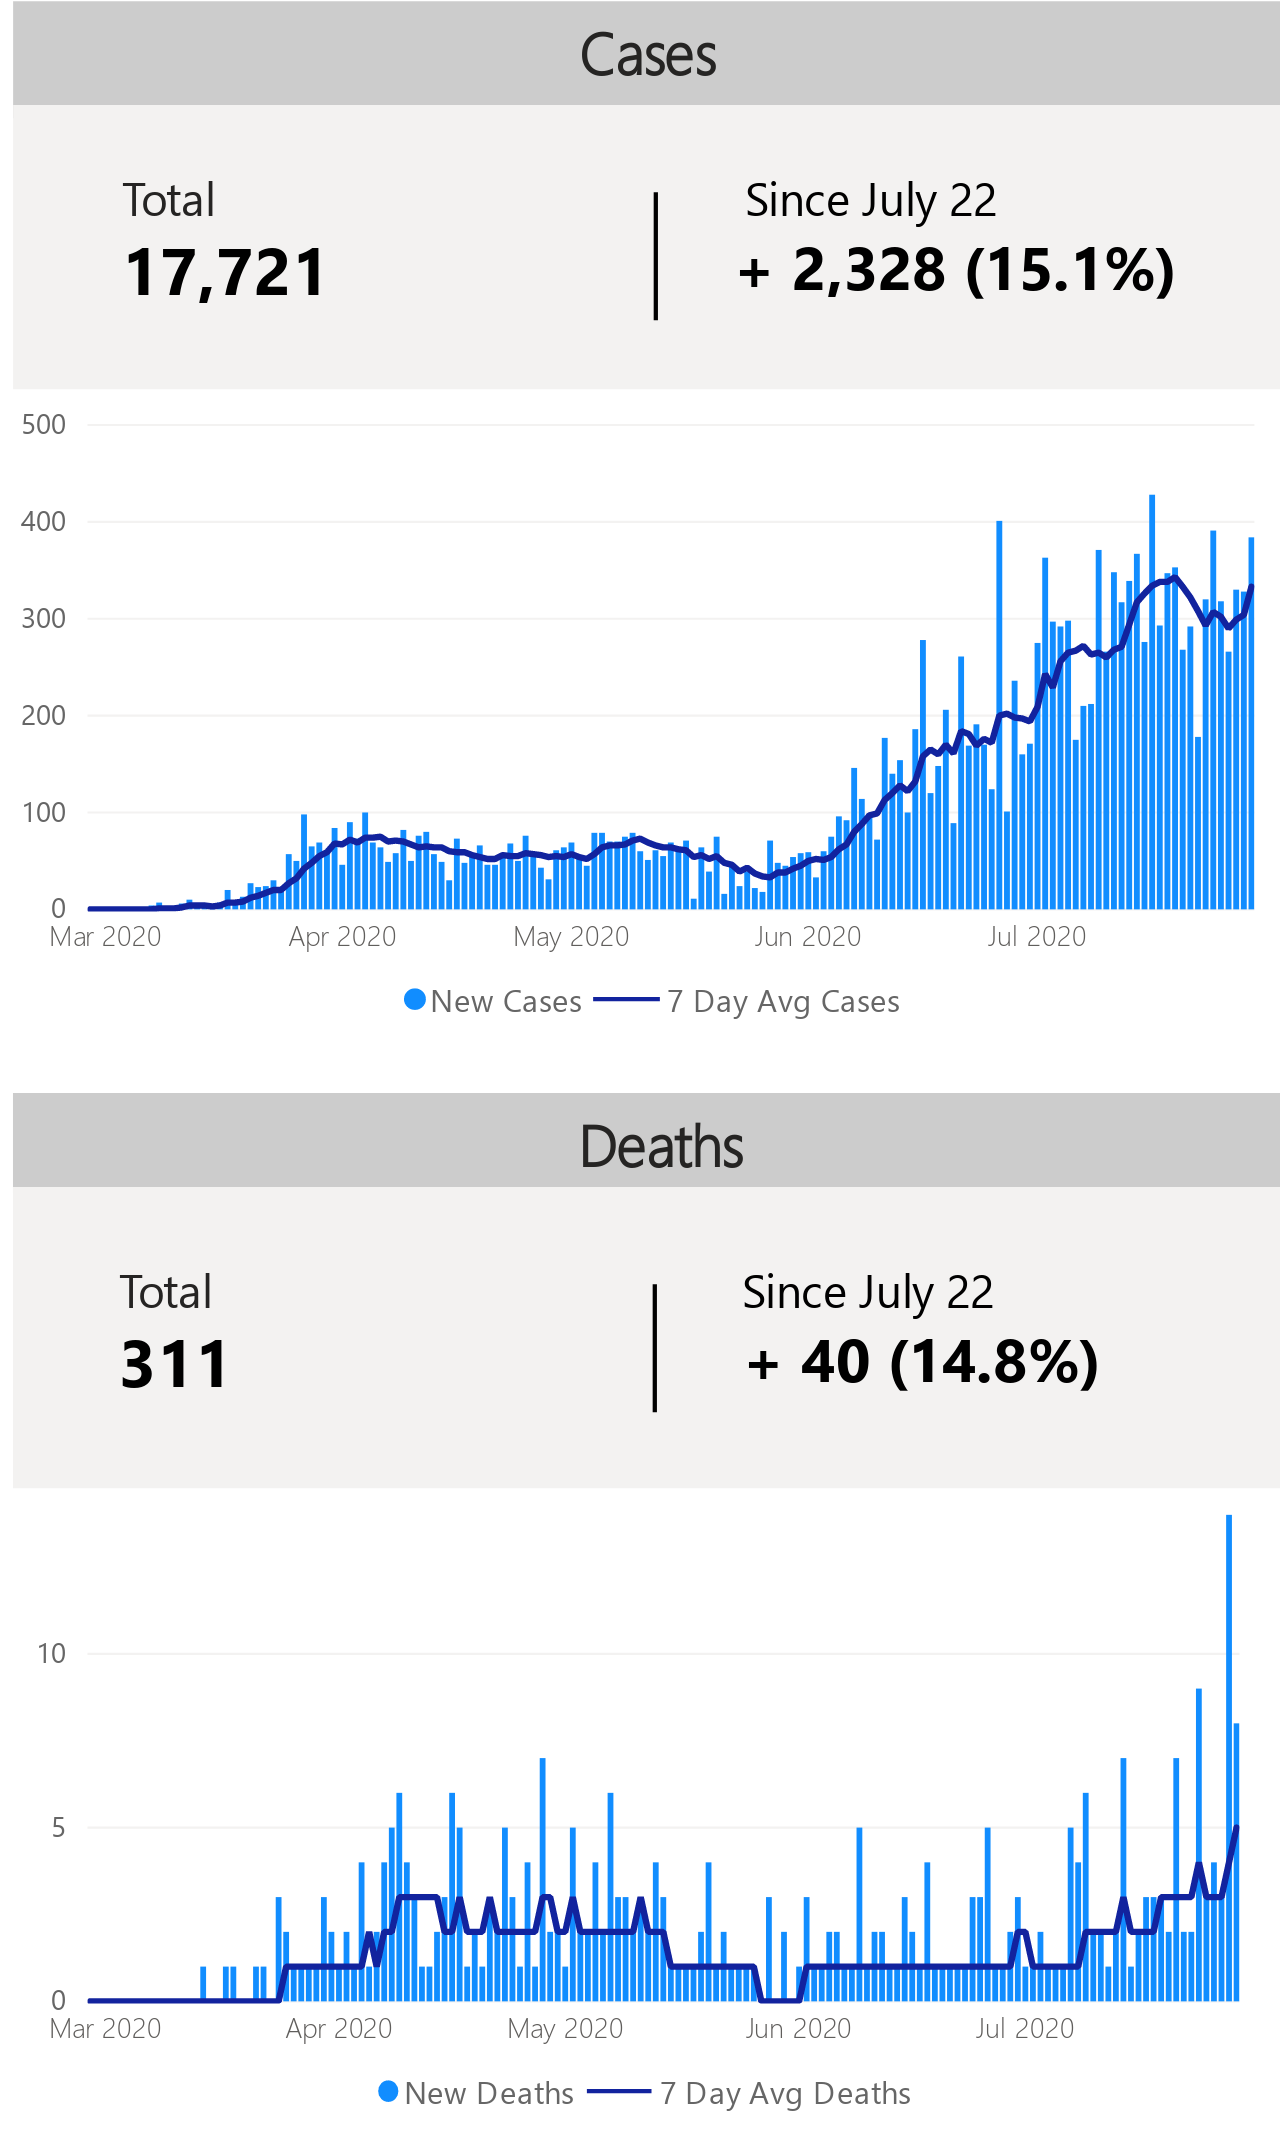 Cases
Total
Since July 22
17,721
+ 2,328 (15.1%)
500
400
300
200
100
0
Mar 2020 Apr 2020 May 2020 Jun 2020 Jul 2020
New Cases 7 Day Avg Cases
Deaths
Total
Since July 22
311
+ 40 (14.8%)
10
5
0
Mar 2020 Apr 2020 May 2020 Jun 2020 Jul 2020
New Deaths 7 Day Avg Deaths